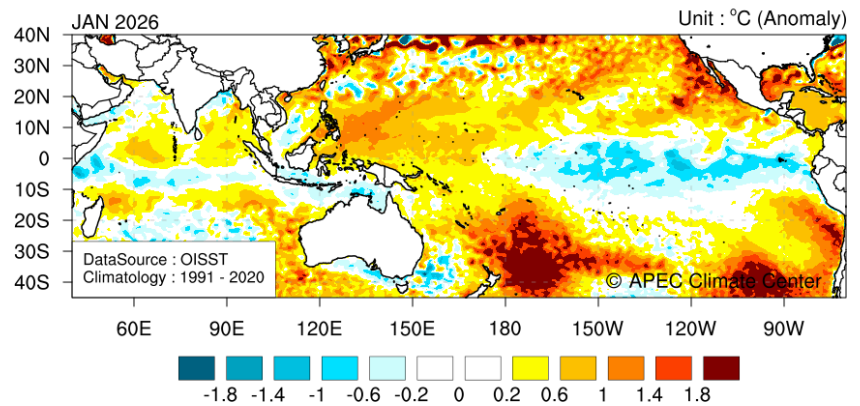 JAN 2026
Unit : °C (Anomaly)
40N
30N
20N
10N
0
10S
20S
30S
40S
DataSource : OISST
Climatology : 1991 - 2020
© APEC Climate Center
60E 90E 120E 150E 180 150W 120W 90W
-1.8 -1.4 -1 -0.6 -0.2 0 0.2 0.6 1 1.4 1.8